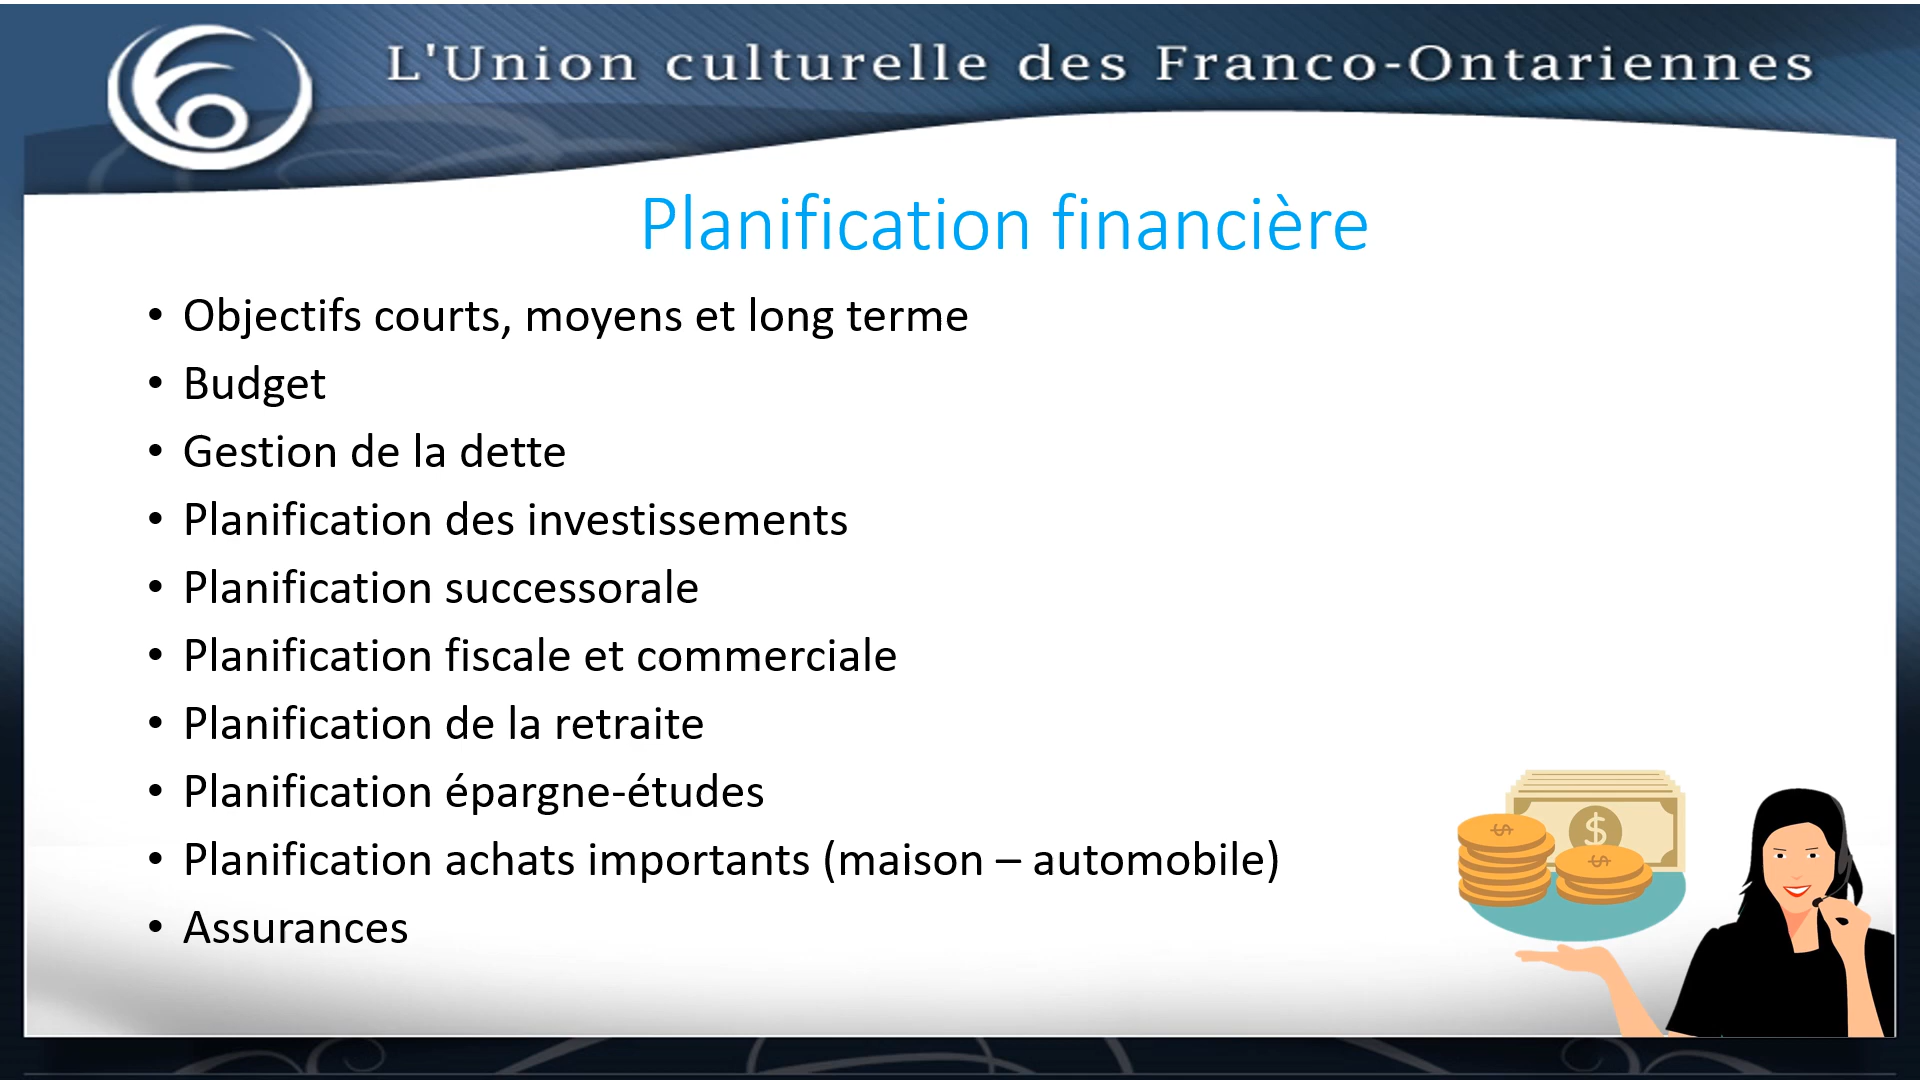 L'Union culturelle des Franco-Ontariennes
Planification financière
• Objectifs courts, moyens et long terme
• Budget
• Gestion de la dette
• Planification des investissements
• Planification successorale
• Planification fiscale et commerciale
• Planification de la retraite
• Planification épargne-études
• Planification achats importants (maison – automobile)
• Assurances